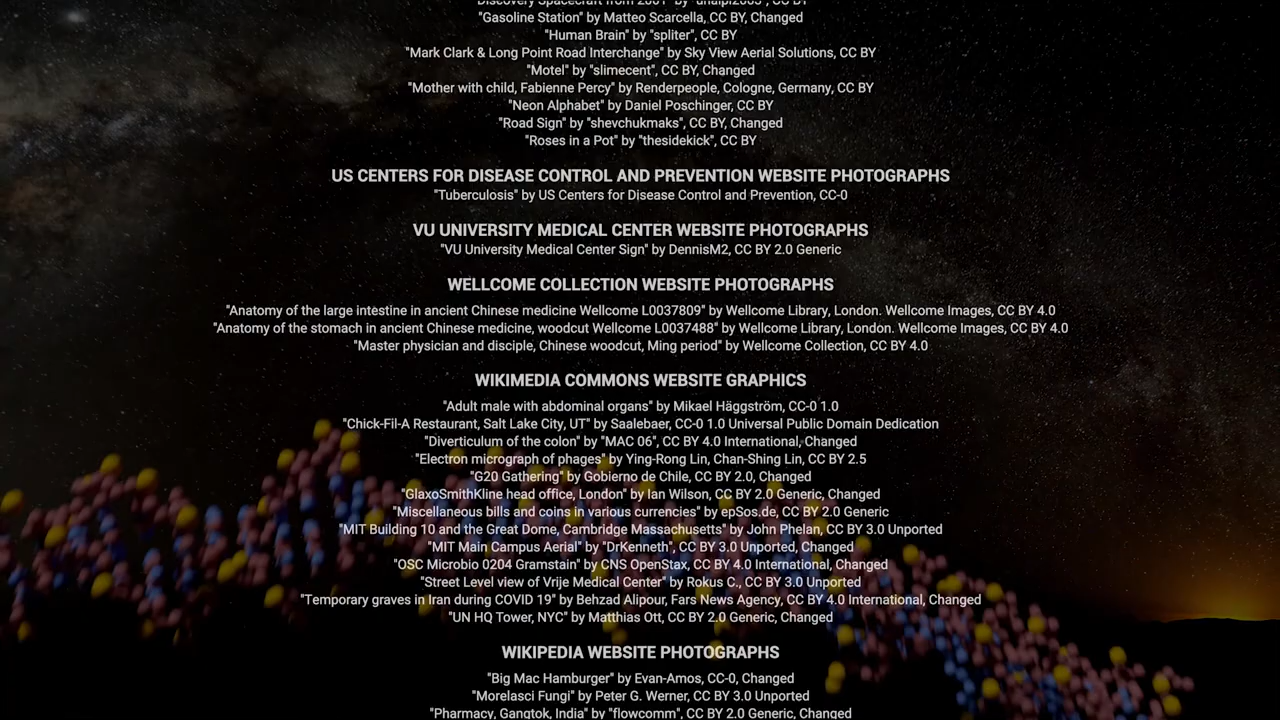 Discovery Spacecraft from 2001" by "uhalpl2003", CC BY
"Gasoline Station" by Matteo Scarcella, CC BY, Changed
"Human Brain" by "spliter", CC BY
"Mark Clark & Long Point Road Interchange" by Sky View Aerial Solutions, CC BY
"Motel" by "slimecent", CC BY, Changed
"Mother with child, Fabienne Percy" by Renderpeople, Cologne, Germany, CC BY
"Neon Alphabet" by Daniel Poschinger, CC BY
"Road Sign" by "shevchukmaks", CC BY, Changed
"Roses in a Pot" by "thesidekick", CC BY
US CENTERS FOR DISEASE CONTROL AND PREVENTION WEBSITE PHOTOGRAPHS
"Tuberculosis" by US Centers for Disease Control and Prevention, CC-0
VU UNIVERSITY MEDICAL CENTER WEBSITE PHOTOGRAPHS
"VU University Medical Center Sign" by DennisM2, CC BY 2.0 Generic
WELLCOME COLLECTION WEBSITE PHOTOGRAPHS
"Anatomy of the large intestine in ancient Chinese medicine Wellcome L0037809" by Wellcome Library, London. Wellcome Images, CC BY 4.0
"Anatomy of the stomach in ancient Chinese medicine, woodcut Wellcome L0037488" by Wellcome Library, London. Wellcome Images, CC BY 4.0
"Master physician and disciple, Chinese woodcut, Ming period" by Wellcome Collection, CC BY 4.0
WIKIMEDIA COMMONS WEBSITE GRAPHICS
"Adult male with abdominal organs" by Mikael Häggström, CC-0 1.0
"Chick-Fil-A Restaurant, Salt Lake City, UT" by Saalebaer, CC-0 1.0 Universal Public Domain Dedication
"Diverticulum of the colon" by "MAC 06", CC BY 4.0 International, Changed
"Electron micrograph of phages" by Ying-Rong Lin, Chan-Shing Lin, CC BY 2.5
"G20 Gathering" by Gobierno de Chile, CC BY 2.0, Changed
"GlaxoSmithKline head office, London" by Ian Wilson, CC BY 2.0 Generic, Changed
"Miscellaneous bills and coins in various currencies" by epSos.de, CC BY 2.0 Generic
"MIT Building 10 and the Great Dome, Cambridge Massachusetts" by John Phelan, CC BY 3.0 Unported
"MIT Main Campus Aerial" by "DrKenneth", CC BY 3.0 Unported, Changed
"OSC Microbio 0204 Gramstain" by CNS OpenStax, CC BY 4.0 International, Changed
"Street Level view of Vrije Medical Center" by Rokus C., CC BY 3.0 Unported
"Temporary graves in Iran during COVID 19" by Behzad Alipour, Fars News Agency, CC BY 4.0 International, Changed
"UN HQ Tower, NYC" by Matthias Ott, CC BY 2.0 Generic, Changed
WIKIPEDIA WEBSITE PHOTOGRAPHS
"Big Mac Hamburger" by Evan-Amos, CC-0, Changed
"Morelasci Fungi" by Peter G. Werner, CC BY 3.0 Unported
"Pharmacy, Gangtok, India" by "flowcomm", CC BY 2.0 Generic, Changed